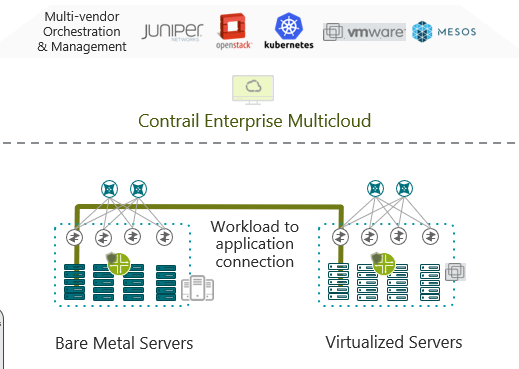 Multi-vendor
Orchestration
& Management
JUNIPER
NETWORKS
openstack
kubernetes
vmware
MESOS
Contrail Enterprise Multicloud
Workload to
application
connection
Bare Metal Servers
Virtualized Servers